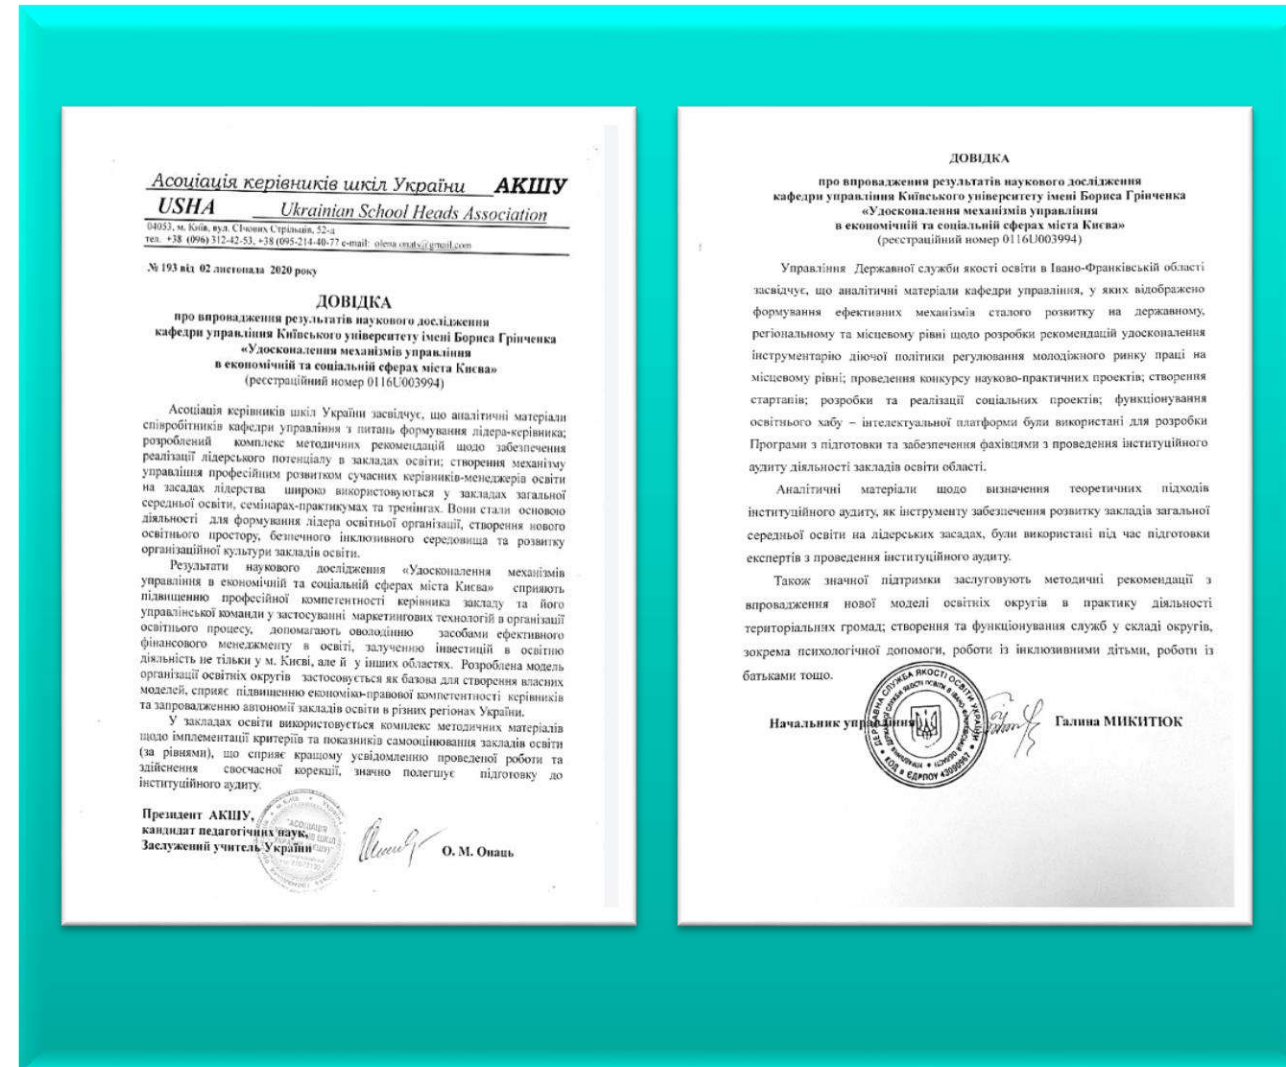 Асоціація керівників шкіл України АКШУ
USHA Ukrainian School Heads Association
04053, м. Київ, вул. Січових Стрільців, 52-д
тел. +38 (096) 312-42-53, +38 (095-214-40-77 e-mail: olena.onats@gmail.com
№ 193 від 02 листопада 2020 року
ДОВІДКА
про впровадження результатів наукового дослідження
кафедри управління Київського університету імені Бориса Грінченка
«Удосконалення механізмів управління
в економічній та соціальній сферах міста Києва»
(реєстраційний номер 0116U003994)
Асоціація керівників шкіл України засвідчує, що аналітичні матеріали
співробітників кафедри управління з питань формування лідера-керівника;
розроблений комплекс методичних рекомендацій щодо забезпечення
реалізації лідерського потенціалу в закладах освіти; створення механізму
управління професійним розвитком сучасних керівників-менеджерів освіти
на засадах лідерства широко використовуються у закладах загальної
середньої освіти, семінарах-практикумах та тренінгах. Вони стали основою
діяльності для формування лідера освітньої організації, створення нового
освітнього простору, безпечного інклюзивного середовища та розвитку
організаційної культури закладів освіти.
Результати наукового дослідження «Удосконалення механізмів
управління в економічній та соціальній сферах міста Києва» сприяють
підвищенню професійної компетентності керівника закладу та його
управлінської команди у застосуванні маркетингових технологій в організації
освітнього процесу, допомагають оволодінню засобами ефективного
фінансового менеджменту в освіті, залученню інвестицій в освітню
діяльність не тільки у м. Києві, але й у інших областях. Розроблена модель
організації освітніх округів застосовується як базова для створення власних
моделей, сприяє підвищенню економіко-правової компетентності керівників
та запровадженню автономії закладів освіти в різних регіонах України.
У закладах освіти використовується комплекс методичних матеріалів
щодо імплементації критеріїв та показників самооцінювання закладів освіти
(за рівнями), що сприяє кращому усвідомленню проведеної роботи та
здійснення своєчасної корекції, значно полегшує підготовку до
інституційного аудиту.
Президент АКШУ,
кандидат педагогічних наук,
Заслужений учитель України О. М. Онаць
ДОВІДКА
про впровадження результатів наукового дослідження
кафедри управління Київського університету імені Бориса Грінченка
«Удосконалення механізмів управління
в економічній та соціальній сферах міста Києва»
(реєстраційний номер 0116U003994)
Управління Державної служби якості освіти в Івано-Франківській області
засвідчує, що аналітичні матеріали кафедри управління, у яких відображено
формування ефективних механізмів сталого розвитку на державному,
регіональному та місцевому рівні щодо розробки рекомендацій удосконалення
інструментарію діючої політики регулювання молодіжного ринку праці на
місцевому рівні; проведення конкурсу науково-практичних проектів; створення
стартапів; розробки та реалізації соціальних проектів; функціонування
освітнього хабу – інтелектуальної платформи були використані для розробки
Програми з підготовки та забезпечення фахівцями з проведення інституційного
аудиту діяльності закладів освіти області.
Аналітичні матеріали щодо визначення теоретичних підходів
інституційного аудиту, як інструменту забезпечення розвитку закладів загальної
середньої освіти на лідерських засадах, були використані під час підготовки
експертів з проведення інституційного аудиту.
Також значної підтримки заслуговують методичні рекомендації з
впровадження нової моделі освітніх округів в практику діяльності
територіальних громад; створення та функціонування служб у складі округів,
зокрема психологічної допомоги, роботи із інклюзивними дітьми, роботи із
батьками тощо.
Начальник управління Галина МИКИТЮК
ДЕРЖАВНА СЛУЖБА ЯКОСТІ ОСВІТИ УКРАЇНИ
КОД ЄДРПОУ 43090967